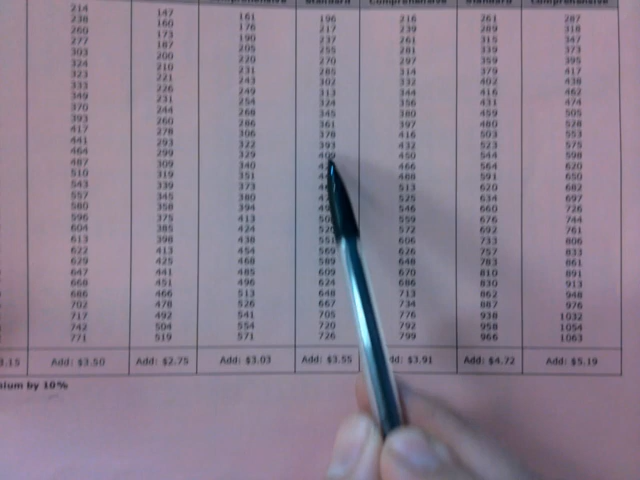 Comprehensive
214 147 161 196 216 261 287
238 160 176 217 239 289 318
260 173 190 237 261 315 347
277 187 205 255 281 339 373
303 200 220 270 297 359 395
324 210 231 285 314 379 417
323 221 243 302 332 402 438
333 226 249 313 344 416 462
349 231 254 324 356 431 474
370 244 268 345 380 459 505
393 260 286 361 397 480 528
417 278 306 378 416 503 553
441 293 322 393 432 523 575
464 299 329 450 544 598
487 309 340 466 564 620
510 319 351 488 591 650
543 339 373 513 620 682
557 345 380 525 634 697
580 358 394 546 659 726
596 375 413 559 676 744
604 385 424 572 692 761
613 398 438 551 606 733 806
622 413 454 569 626 757 833
629 425 468 589 648 783 861
647 441 485 609 670 810 891
668 451 496 624 686 830 913
686 466 513 648 713 862 948
702 478 526 667 734 887 976
717 492 541 705 776 938 1032
742 504 554 720 792 958 1054
771 519 571 726 799 966 1063
3.15 Add: $3.50 Add: $2.75 Add: $3.03 Add: $3.55 $3.91 Add: $4.72 Add: $5.19
nium by 10%